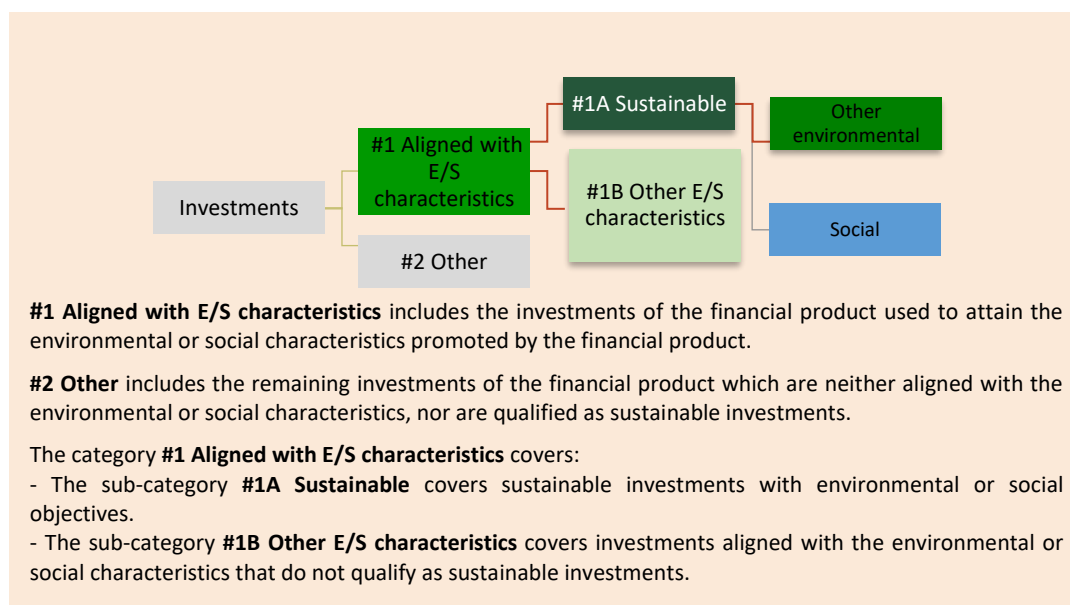 #1A Sustainable
Other
environmental
#1 Aligned with
E/S
characteristics
#1B Other E/S
characteristics
Investments
Social
#2 Other
#1 Aligned with E/S characteristics includes the investments of the financial product used to attain the
environmental or social characteristics promoted by the financial product.
#2 Other includes the remaining investments of the financial product which are neither aligned with the
environmental or social characteristics, nor are qualified as sustainable investments.
The category #1 Aligned with E/S characteristics covers:
- The sub-category #1A Sustainable covers sustainable investments with environmental or social
objectives.
- The sub-category #1B Other E/S characteristics covers investments aligned with the environmental or
social characteristics that do not qualify as sustainable investments.